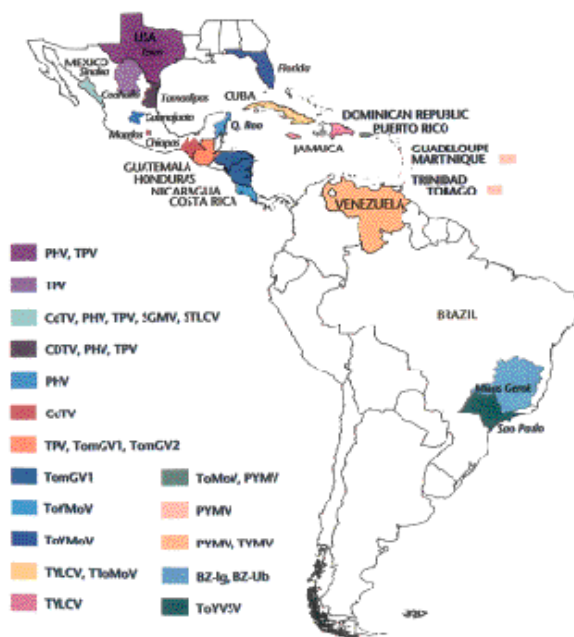 USA
Texas
MEXICO
Sinaloa
Coahuila
Tamaulipas
Guanajuato
Morelos
Chiapas
Q. Roo
Florida
CUBA
DOMINICAN REPUBLIC
PUERTO RICO
JAMAICA
GUADELOUPE
MARTINIQUE
TRINIDAD
TOBAGO
GUATEMALA
HONDURAS
NICARAGUA
COSTA RICA
VENEZUELA
BRAZIL
Minas Gerai
Sao Paulo
PHV, TPV
TPV
CdTV, PHV, TPV, SGMV, STLCV
CDTV, PHV, TPV
PHV
CdTV
TPV, TomGV1, TomGV2
TomGV1
ToYMoV
ToYMoV
TYLCV, TToMoV
TYLCV
ToMoV, PYMV
PYMV
PYMV, TYMV
BZ-Ig, BZ-Ub
ToYVSV